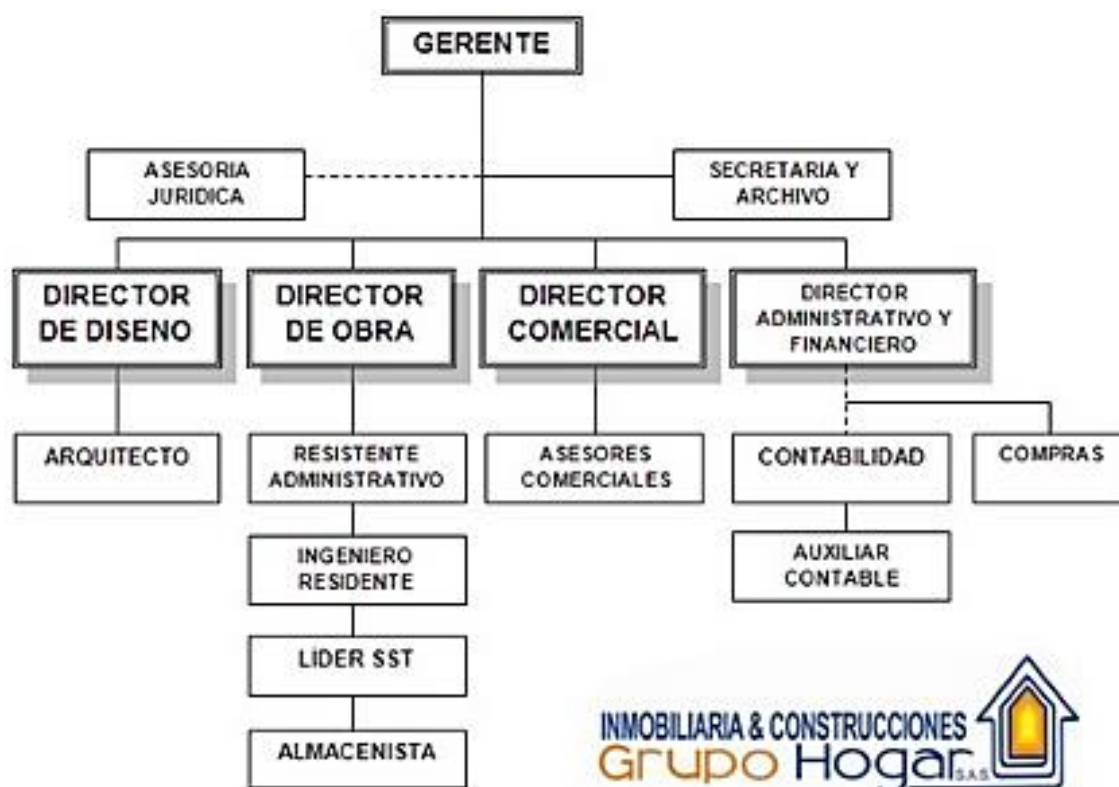 GERENTE
ASESORIA
JURIDICA
SECRETARIA Y
ARCHIVO
DIRECTOR
DE DISENO
DIRECTOR
DE OBRA
DIRECTOR
COMERCIAL
DIRECTOR
ADMINISTRATIVO Y
FINANCIERO
ARQUITECTO
RESISTENTE
ADMINISTRATIVO
ASESORES
COMERCIALES
CONTABILIDAD
COMPRAS
INGENIERO
RESIDENTE
AUXILIAR
CONTABLE
LÍDER SST
ALMACENISTA
INMOBILIARIA & CONSTRUCCIONES
Grupo Hogar S.A.S.